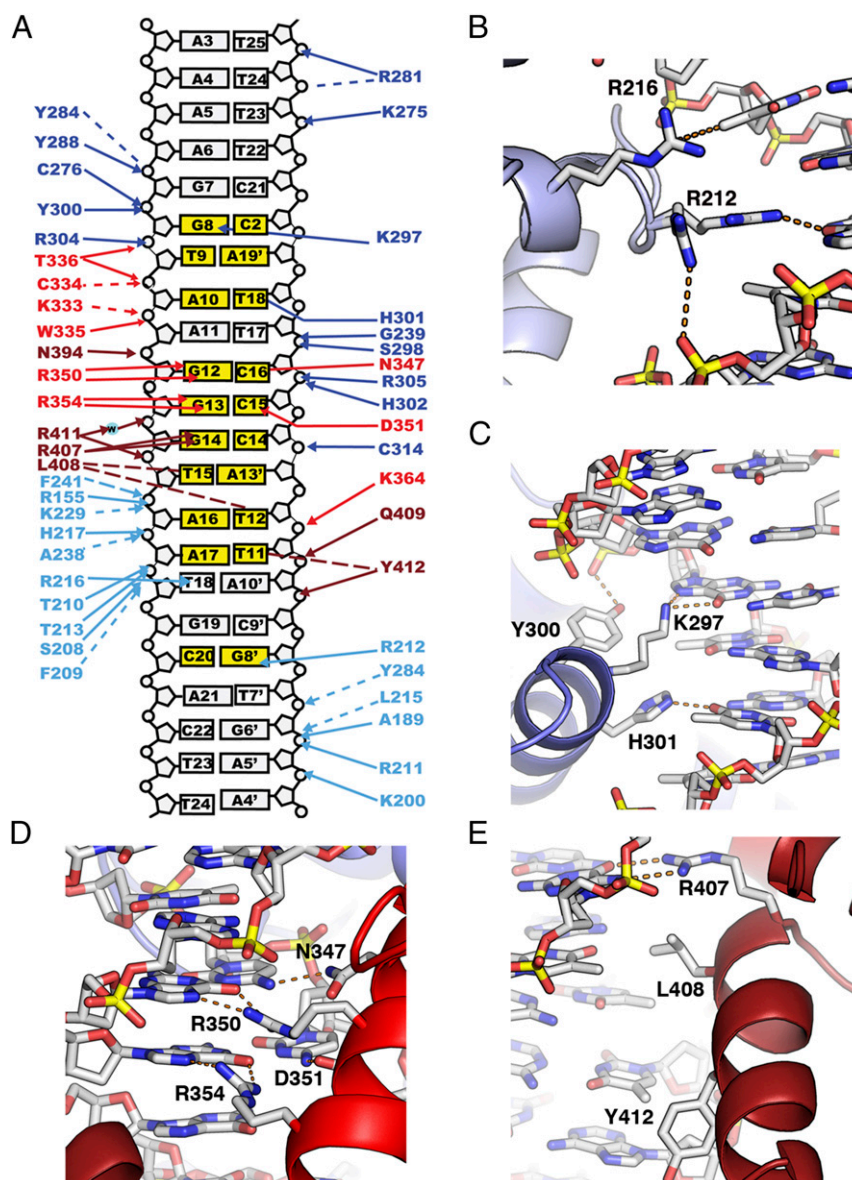 A
A3 T25
A4 T24
R281
A5 T23
K275
Y284
A6 T22
Y288
C276
G7 C21
Y300
G8 C2
K297
R304
T336
T9 A19'
C334
A10 T18
H301
K333
G239
W335
A11 T17
S298
N394
N347
R350
G12 C16
R305
H302
R354
G13 C15
D351
R411
w
R407
G14 C14
C314
L408
T15 A13'
F241
K364
R155
K229
A16 T12
Q409
H217
A238
A17 T11
Y412
R216
T18 A10'
T210
T213
G19 C9'
S208
R212
F209
C20 G8'
Y284
A21 T7'
L215
A189
C22 G6'
R211
T23 A5'
K200
T24 A4'
B
R216
R212
C
Y300
K297
H301
D
N347
R350
D351
R354
E
R407
L408
Y412